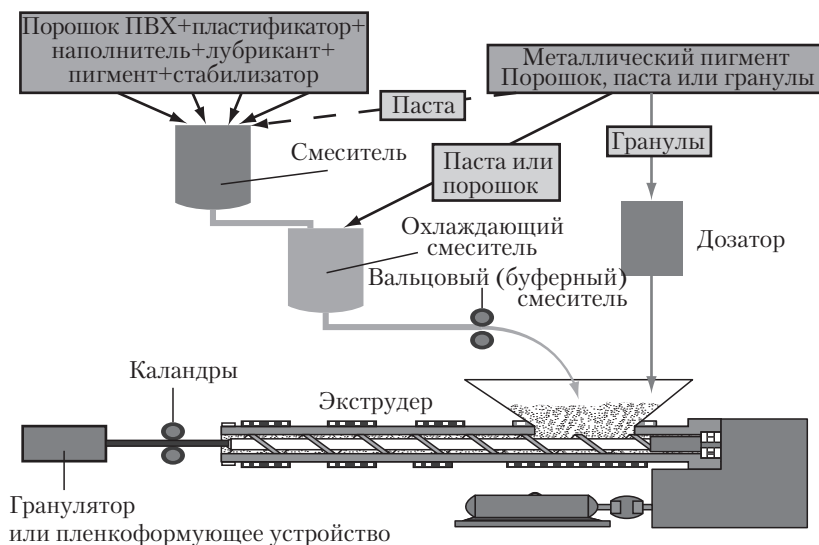 Порошок ПВХ+пластификатор+
наполнитель+лубрикант+
пигмент+стабилизатор
Металлический пигмент
Порошок, паста или гранулы
Паста
Гранулы
Смеситель
Паста или
порошок
Охлаждающий
смеситель
Дозатор
Вальцовый (буферный)
смеситель
Каландры
Экструдер
Гранулятор
или пленкоформующее устройство